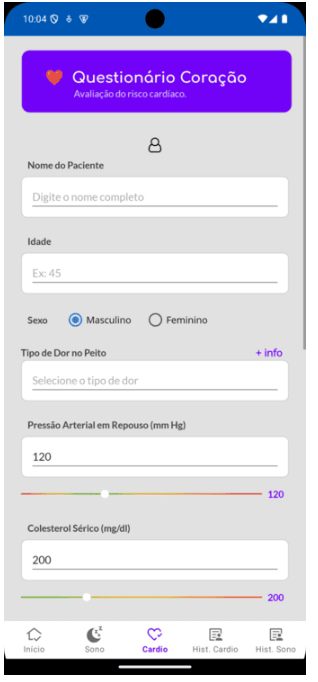 10:04
Questionário Coração
Avaliação do risco cardíaco.
Nome do Paciente
Digite o nome completo
Idade
Ex: 45
Sexo Masculino Feminino
Tipo de Dor no Peito + info
Selecione o tipo de dor
Pressão Arterial em Repouso (mm Hg)
120
120
Colesterol Sérico (mg/dl)
200
200
Início Sono Cardio Hist. Cardio Hist. Sono